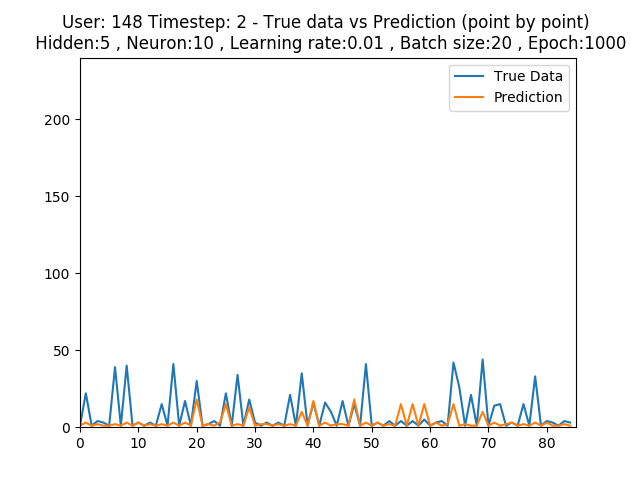 User: 148 Timestep: 2 - True data vs Prediction (point by point)
Hidden:5 , Neuron:10 , Learning rate:0.01 , Batch size:20 , Epoch:1000
True Data
Prediction
200
150
100
50
0
0 10 20 30 40 50 60 70 80